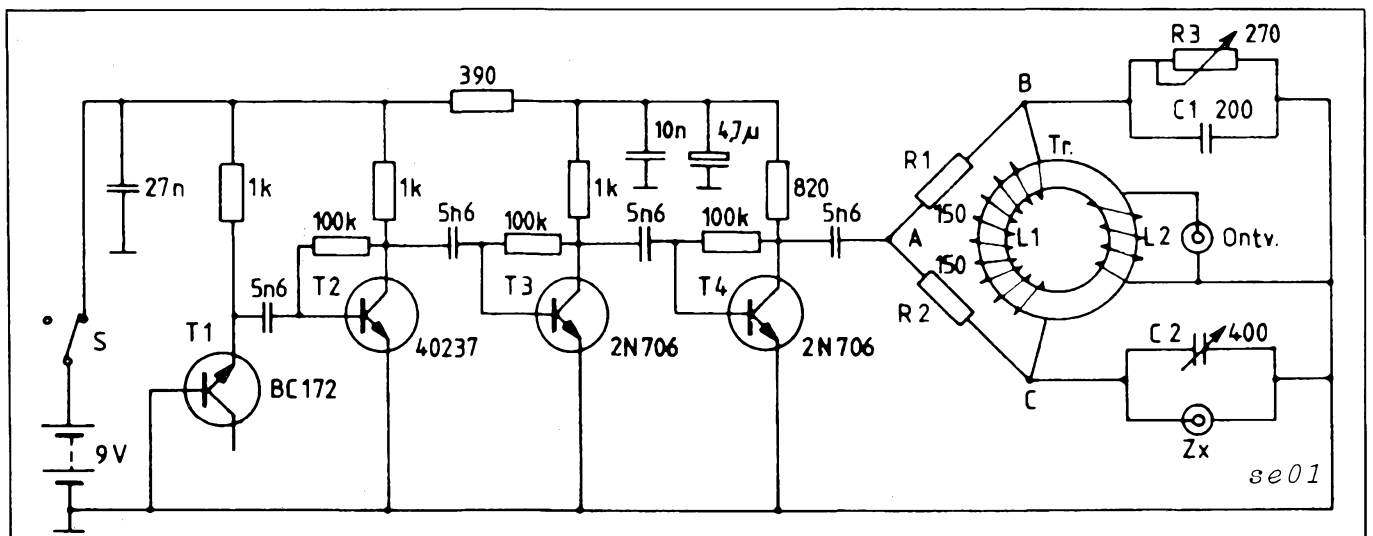 R3 270
390
B
C1 200
10n 4,7µ
Tr.
R1
27n 1k 1k 1k 820
100k 5n6 100k 5n6 100k 5n6
150
A L1 L2 Ontv.
150
5n6 T2 T3 T4
R2
S T1
C2 400
40237 2N706 2N706
BC172
C
9V
Zx
se01